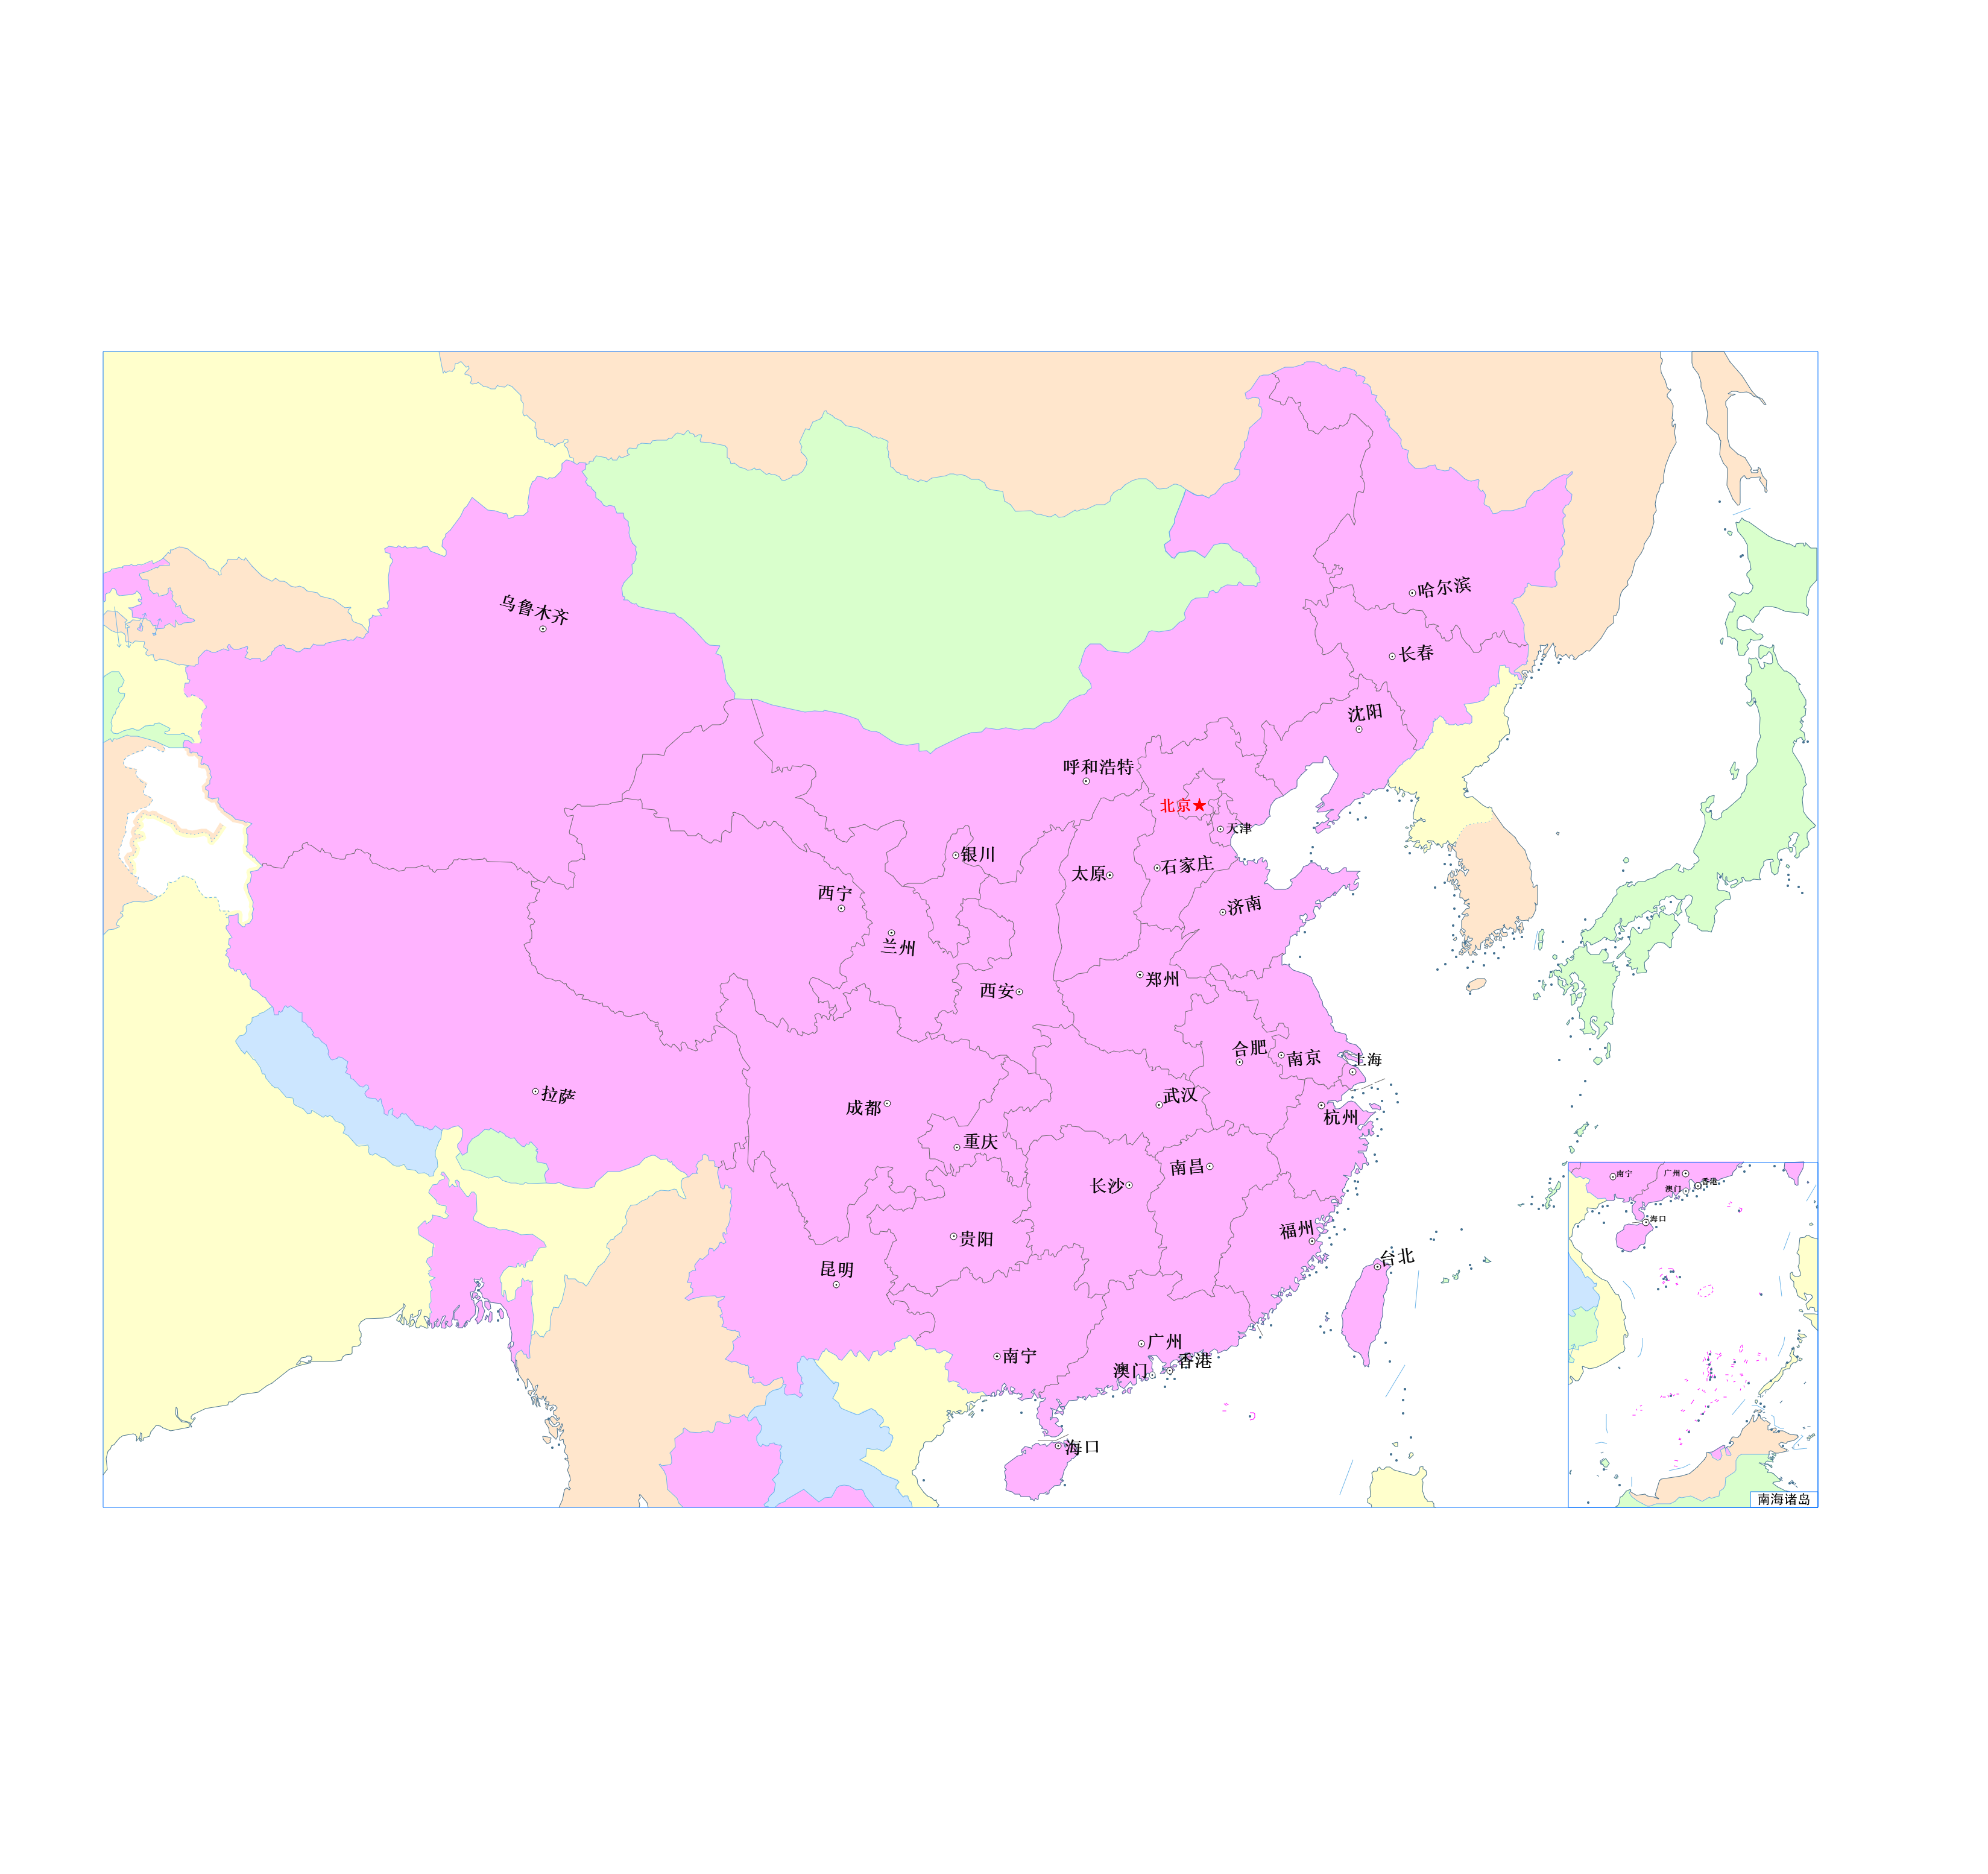 哈尔滨
乌鲁木齐
长春
沈阳
呼和浩特
北京
天津
银川
石家庄
太原
西宁
济南
兰州
郑州
西安
合肥
南京
上海
拉萨
武汉
成都
杭州
重庆
南昌
长沙
福州
贵阳
台北
昆明
广州
南宁
香港
澳门
海口
南宁
广州
香港
澳门
海口
南海诸岛